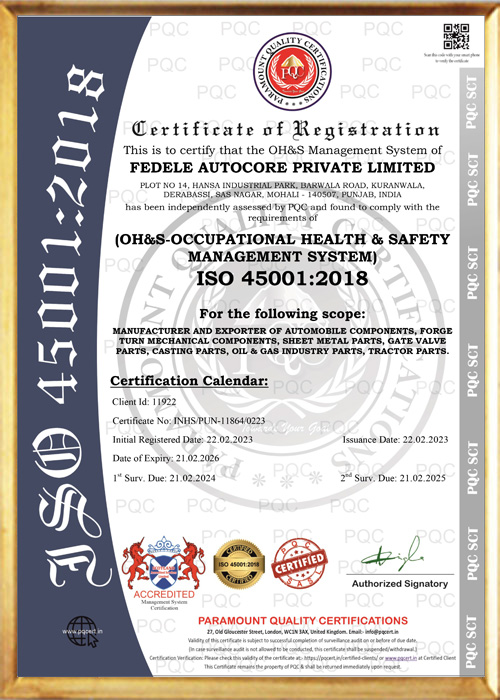 Scan this code with your smart phone
to verify the certificate
PARAMOUNT QUALITY CERTIFICATIONS
PQC
ISO 45001:2018
Certificate of Registration
This is to certify that the OH&S Management System of
FEDELE AUTOCORE PRIVATE LIMITED
PLOT NO 14, HANSA INDUSTRIAL PARK, BARWALA ROAD, KURANWALA,
DERABASSI, SAS NAGAR, MOHALI - 140507, PUNJAB, INDIA
has been independently assessed by PQC and found to comply with the
requirements of
(OH&S-OCCUPATIONAL HEALTH & SAFETY
MANAGEMENT SYSTEM)
ISO 45001:2018
For the following scope:
MANUFACTURER AND EXPORTER OF AUTOMOBILE COMPONENTS, FORGE
TURN MECHANICAL COMPONENTS, SHEET METAL PARTS, GATE VALVE
PARTS, CASTING PARTS, OIL & GAS INDUSTRY PARTS, TRACTOR PARTS.
Certification Calendar:
Client Id: 11922
Certificate No: INHS/PUN-11864/0223
Initial Registered Date: 22.02.2023 Issuance Date: 22.02.2023
Date of Expiry: 21.02.2026
1st Surv. Due: 21.02.2024 2nd Surv. Due: 21.02.2025
PQC SCT
PQC SCT
PQC SCT
PQC SCT
PQC SCT
PQC SCT
PQC SCT
ACCREDITED
Management System
Certification
CERTIFIED
ISO 45001:2018
CERTIFIED
PQC
CERTIFIED
SAS
Authorized Signatory
www.pqcert.in
PARAMOUNT QUALITY CERTIFICATIONS
27, Old Gloucester Street, London, WC1N 3AX, United Kingdom. Email:- info@pqcert.in
Validity of this certificate is subject to successful completion of surveillance audit on or before of due date,
(In case surveillance audit is not allowed to be conducted, this certificate shall be suspended/withdrawal.)
Certification Verification: Please check this validity of the certificate at:- https://pqcert.in/certified-clients/ or www.pqcert.in at Certified Client
This Certificate remains the property of PQC & shall be returned immediately upon request.